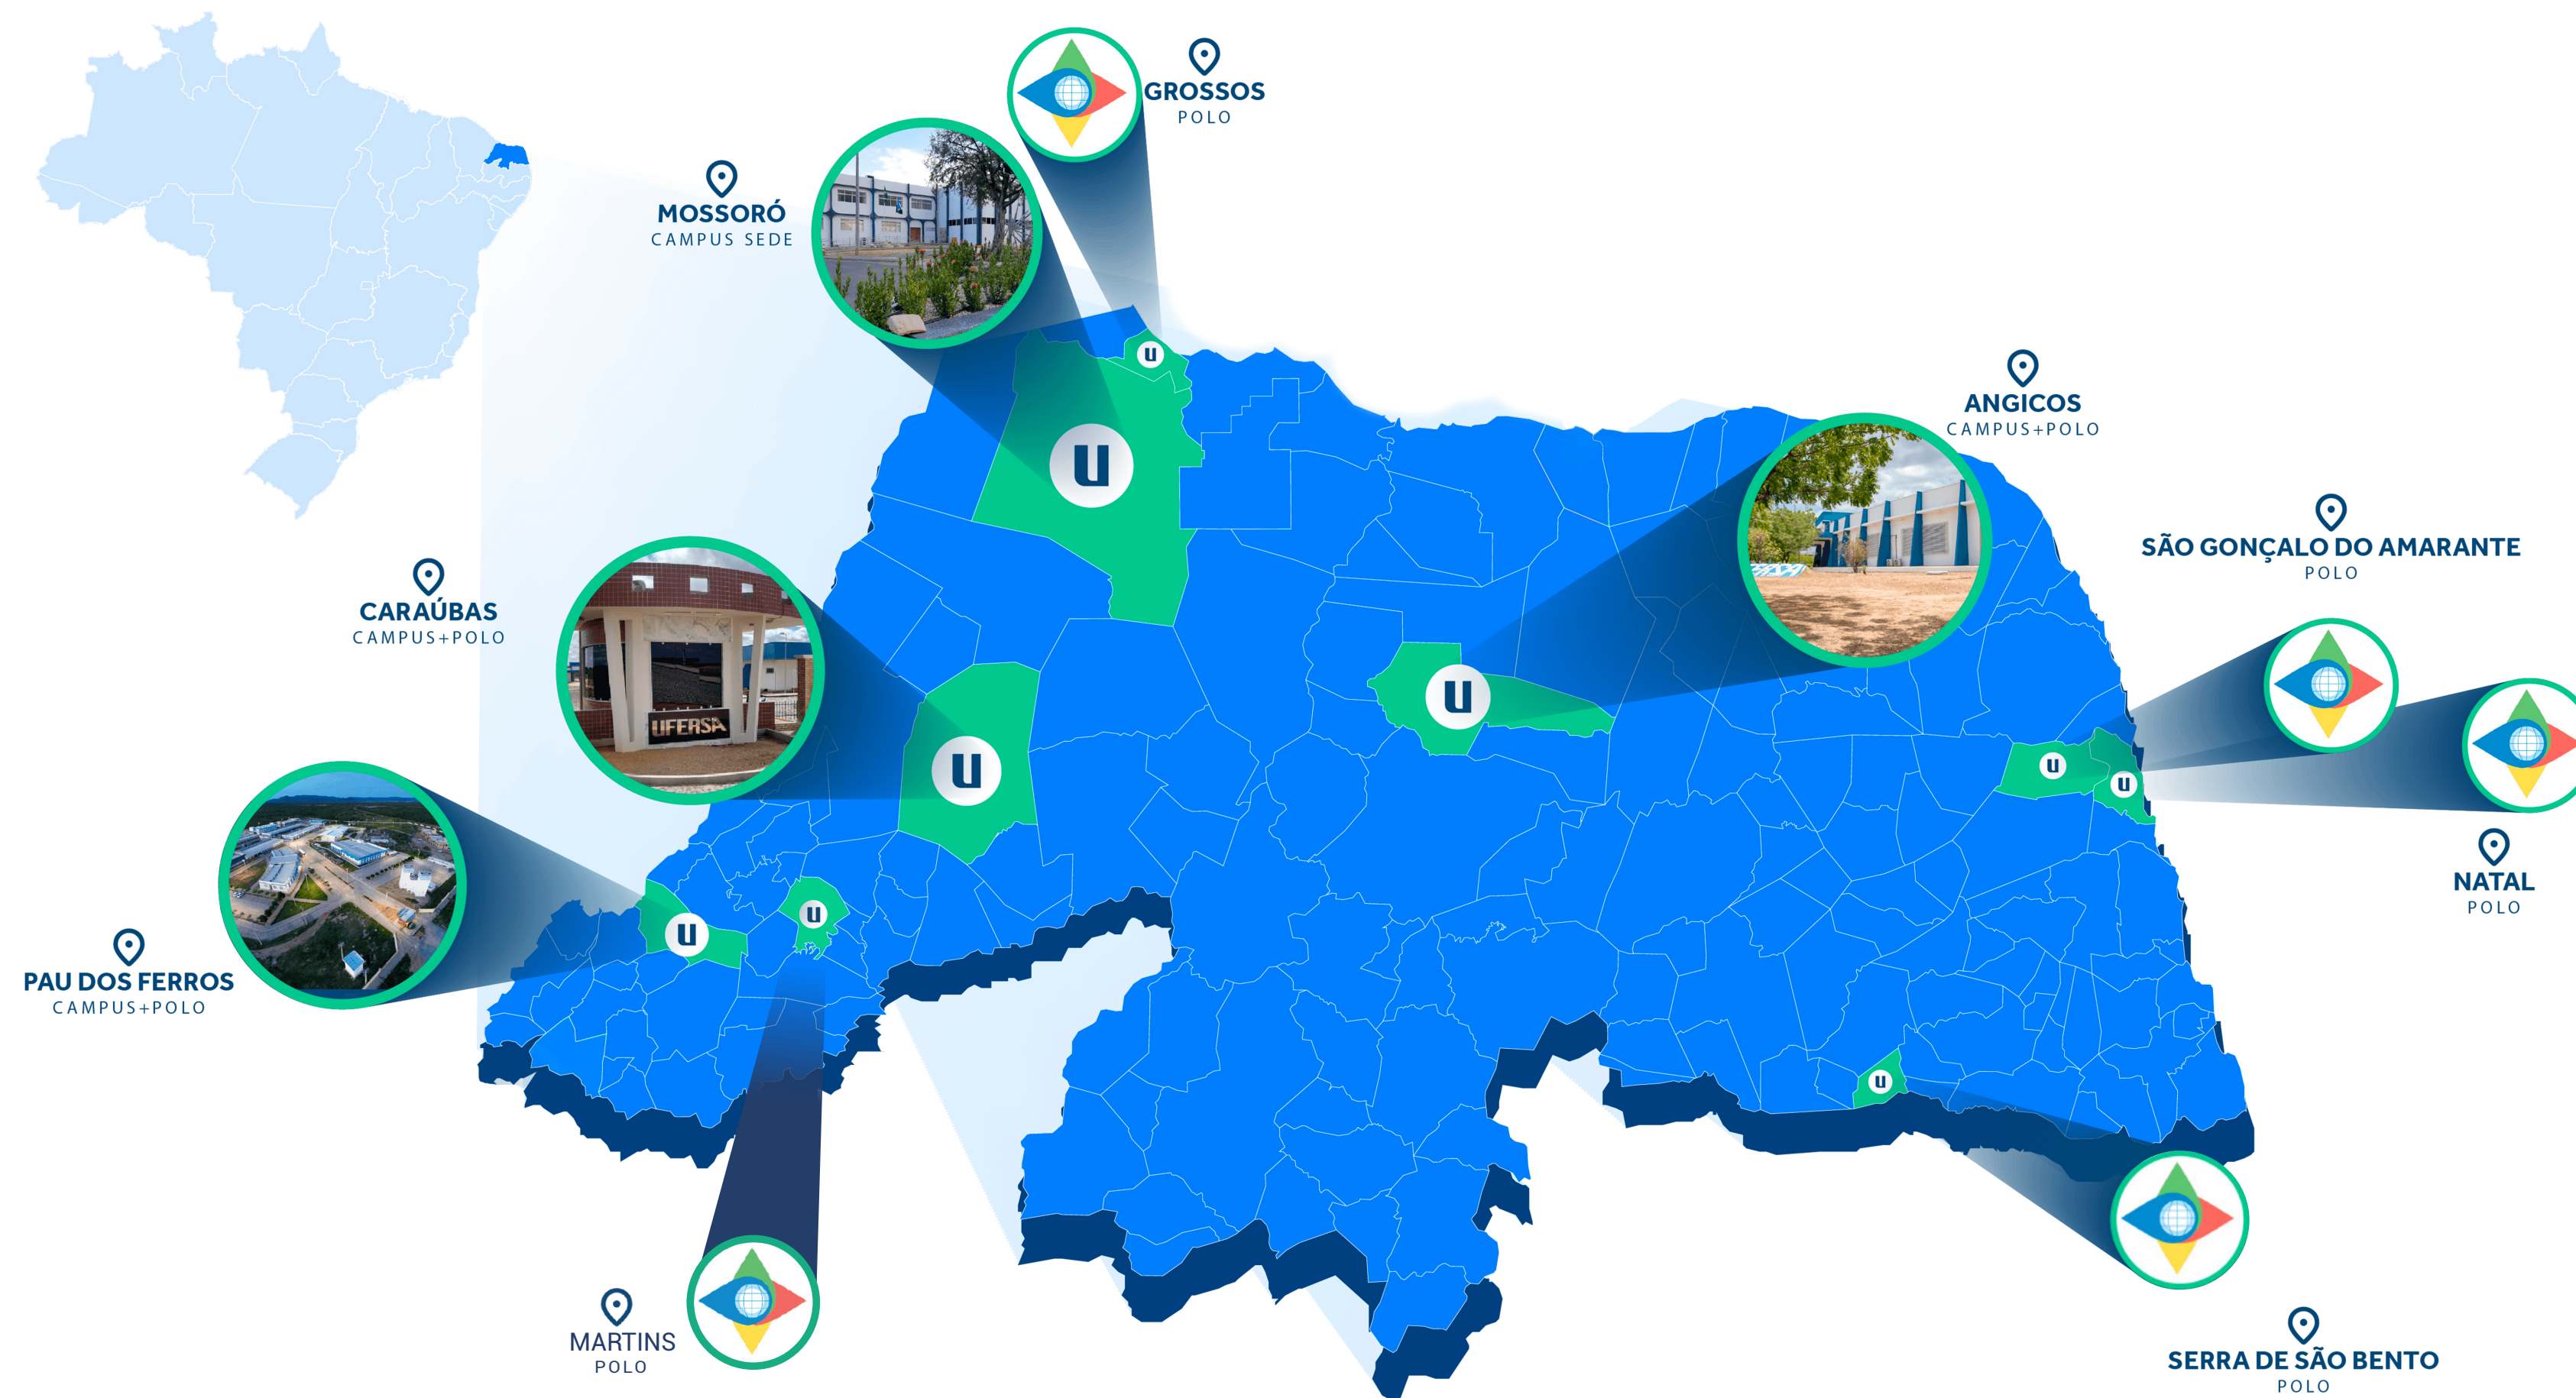 GROSSOS
POLO
MOSSORÓ
CAMPUS SEDE
U
U
ANGICOS
CAMPUS+POLO
SÃO GONÇALO DO AMARANTE
POLO
CARAÚBAS
CAMPUS+POLO
UFERSA
U
U
U
U
NATAL
POLO
PAU DOS FERROS
CAMPUS+POLO
U
U
U
MARTINS
POLO
SERRA DE SÃO BENTO
POLO